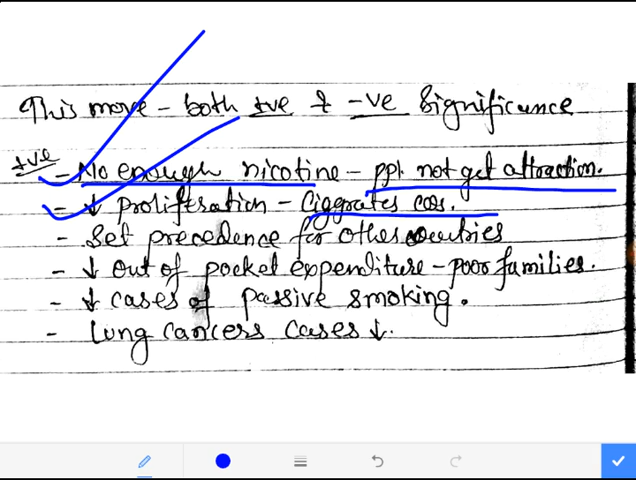 This move - both +ve & -ve Significance
+ve - No enough nicotine - ppl. not get attraction.
- ↓ proliferation - Ciggrates cos.
- Set precedence for other countries
- ↓ out of pocket expenditure - poor families.
- ↓ cases of passive smoking.
- Lung cancers cases ↓.